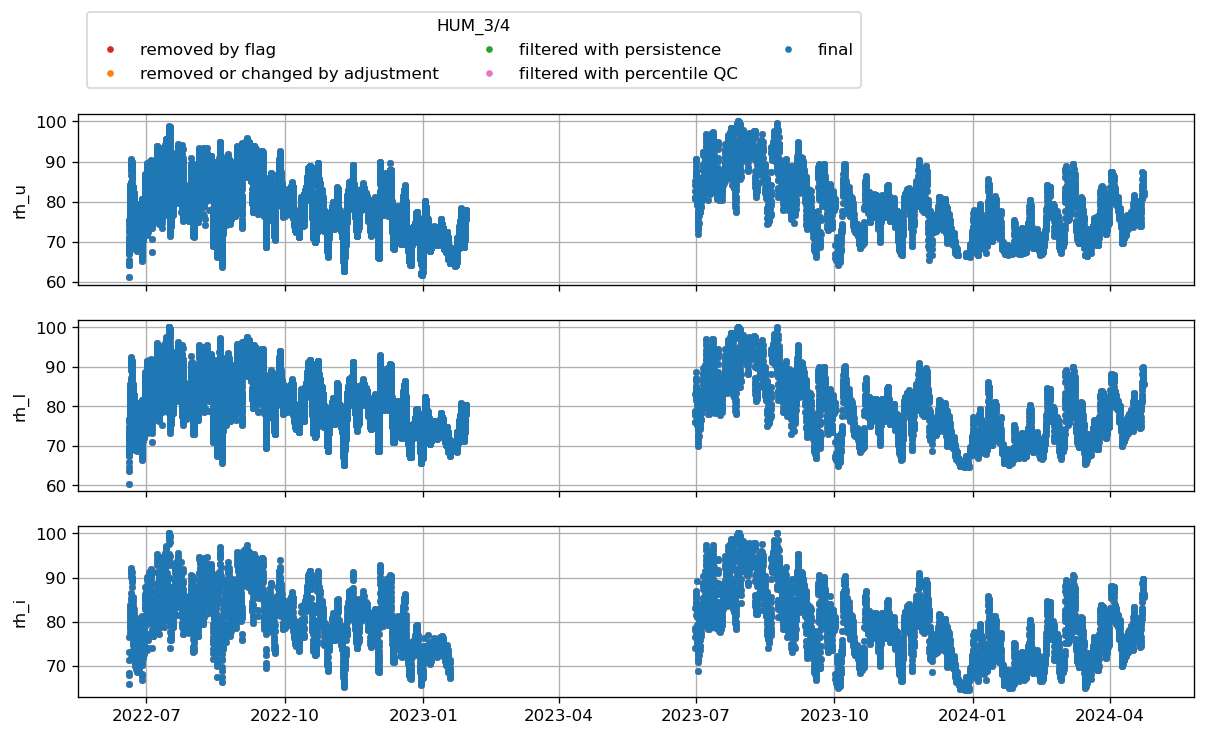 HUM_3/4
removed by flag
removed or changed by adjustment
filtered with persistence
filtered with percentile QC
final
100
90
80
70
60
rh_u
100
90
80
70
60
rh_l
100
90
80
70
rh_i
2022-07 2022-10 2023-01 2023-04 2023-07 2023-10 2024-01 2024-04